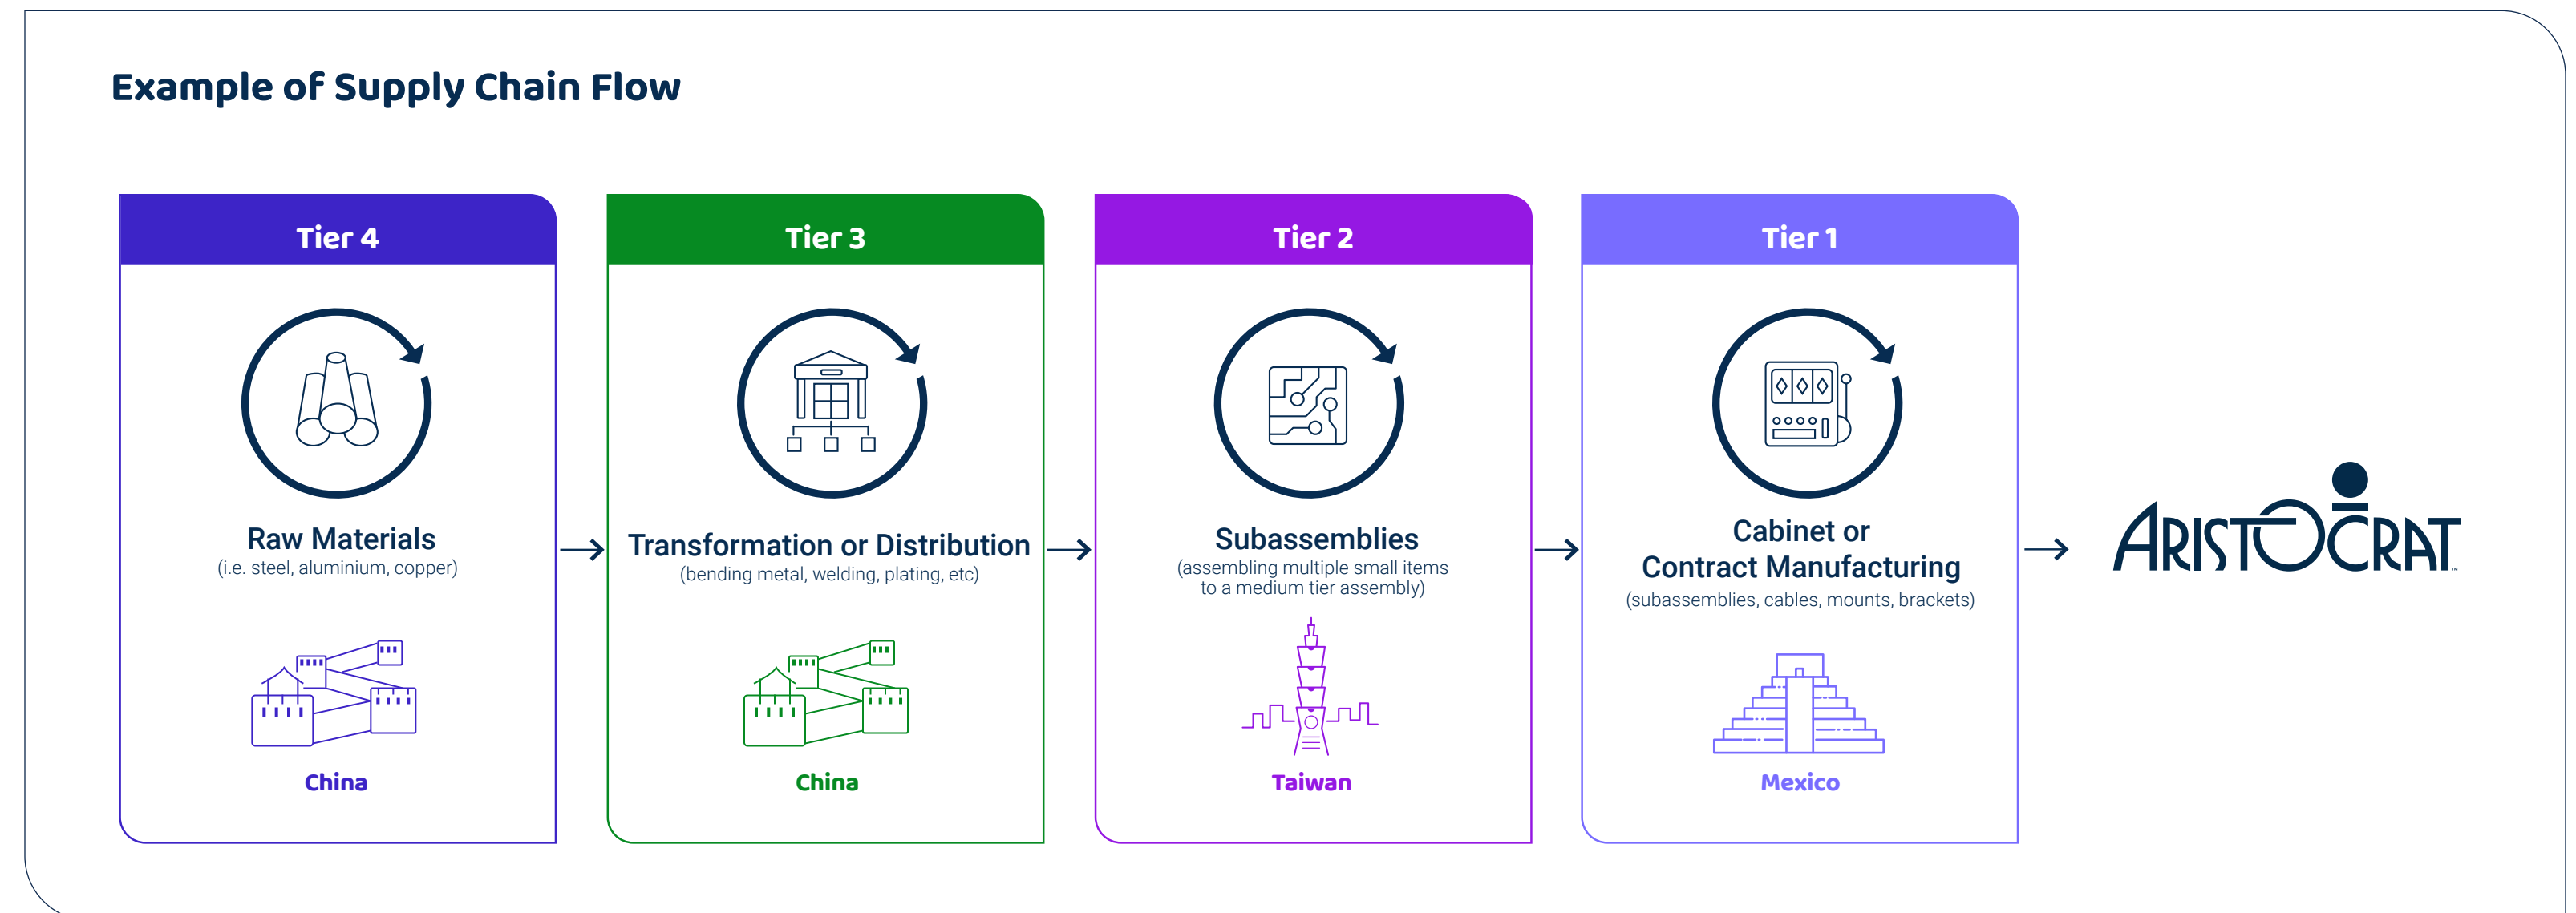 Example of Supply Chain Flow
Tier 4
Raw Materials
(i.e. steel, aluminium, copper)
China
Tier 3
Transformation or Distribution
(bending metal, welding, plating, etc)
China
Tier 2
Subassemblies
(assembling multiple small items
to a medium tier assembly)
Taiwan
Tier 1
Cabinet or
Contract Manufacturing
(subassemblies, cables, mounts, brackets)
Mexico
ARISTOCRAT™